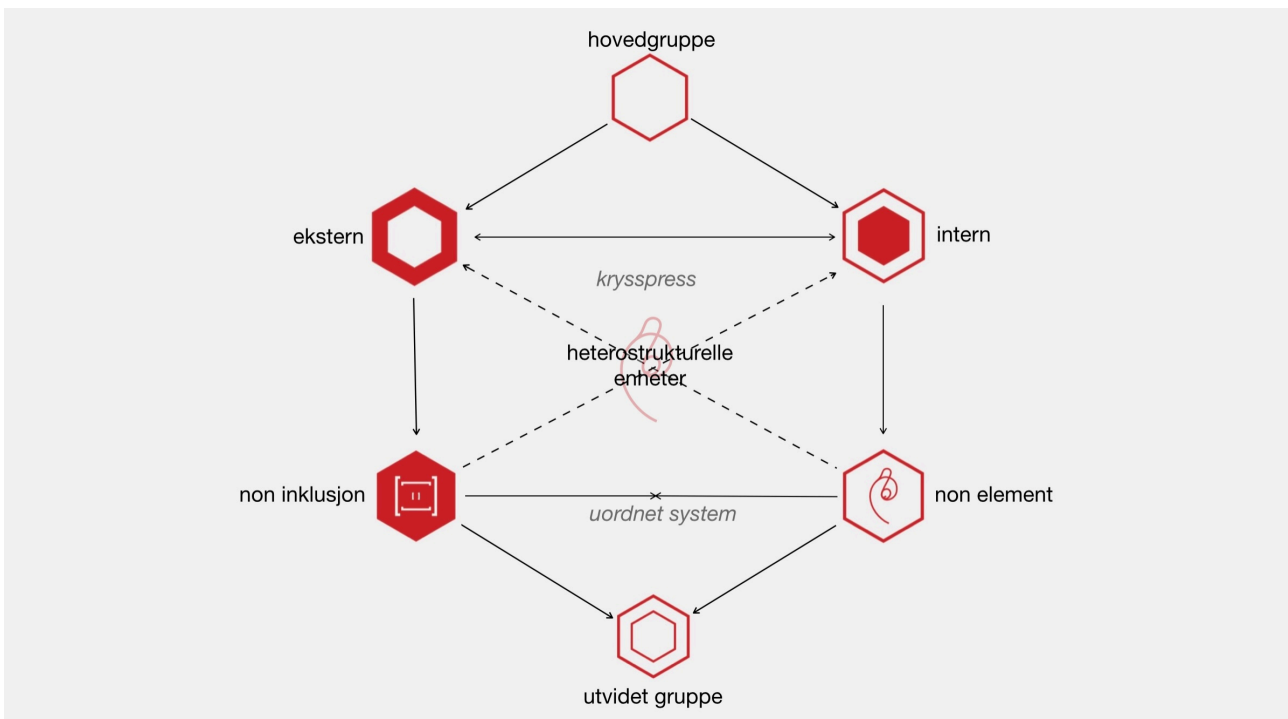 hovedgruppe
ekstern
intern
krysspress
heterostrukturelle
enheter
non inklusjon
non element
uordnet system
utvidet gruppe